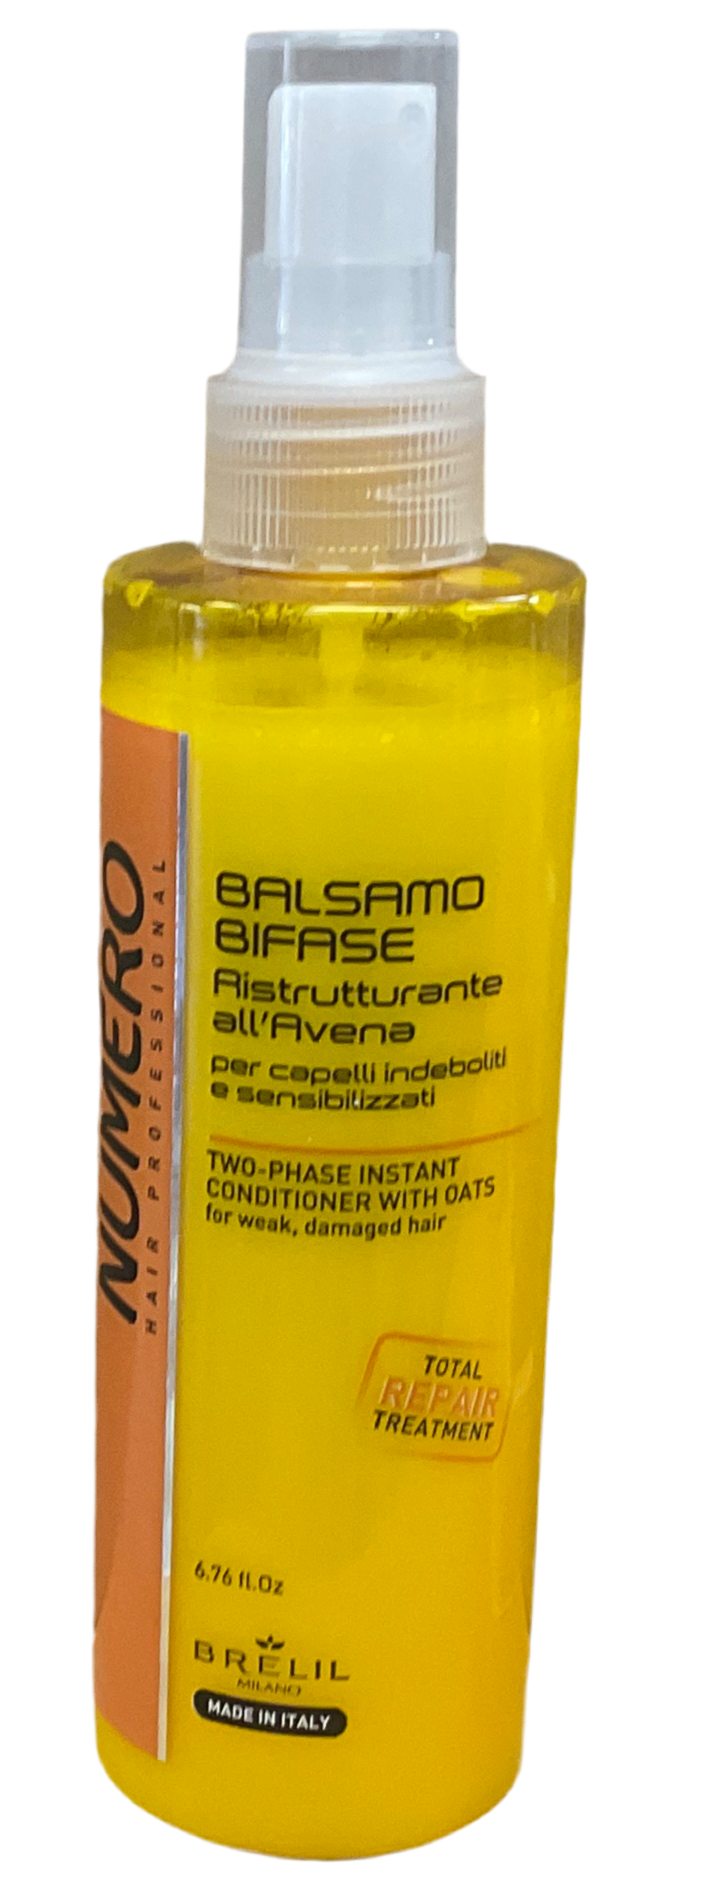 NUMERO
HAIR PROFESSIONAL
BALSAMO
BIFASE
Ristrutturante
all'Avena
per capelli indeboliti
e sensibilizzati
TWO-PHASE INSTANT
CONDITIONER WITH OATS
for weak, damaged hair
TOTAL
REPAIR
TREATMENT
6.76 fl.Oz
BRELIL
MILANO
MADE IN ITALY